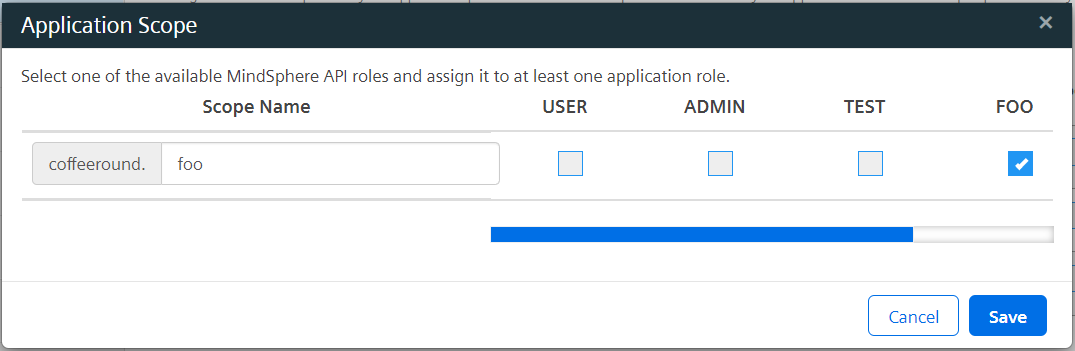 Application Scope
Select one of the available MindSphere API roles and assign it to at least one application role.
Scope Name USER ADMIN TEST FOO
coffeeround. foo
Cancel Save